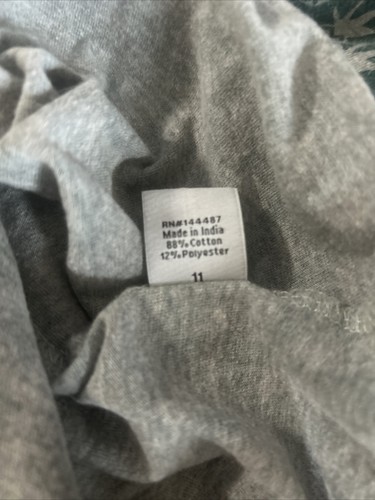 RN#144487
Made in India
88% Cotton
12% Polyester
11